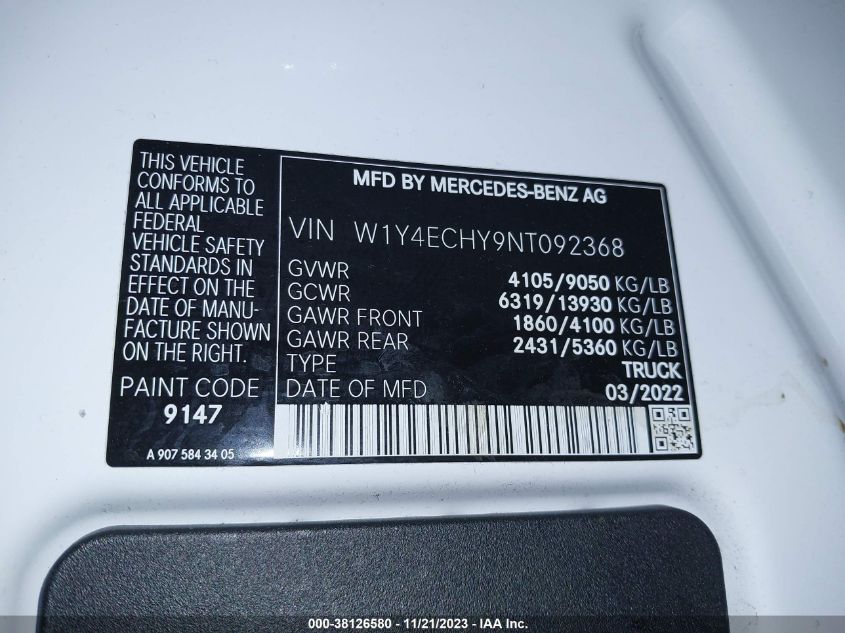 THIS VEHICLE
CONFORMS TO
ALL APPLICABLE
FEDERAL
VEHICLE SAFETY
STANDARDS IN
EFFECT ON THE
DATE OF MANU-
FACTURE SHOWN
ON THE RIGHT.
PAINT CODE
9147
A 907 584 34 05
MFD BY MERCEDES-BENZ AG
VIN W1Y4ECHY9NT092368
GVWR 4105/9050 KG/LB
GCWR 6319/13930 KG/LB
GAWR FRONT 1860/4100 KG/LB
GAWR REAR 2431/5360 KG/LB
TYPE TRUCK
DATE OF MFD 03/2022
000-38126580 - 11/21/2023 - © IAA, Inc.